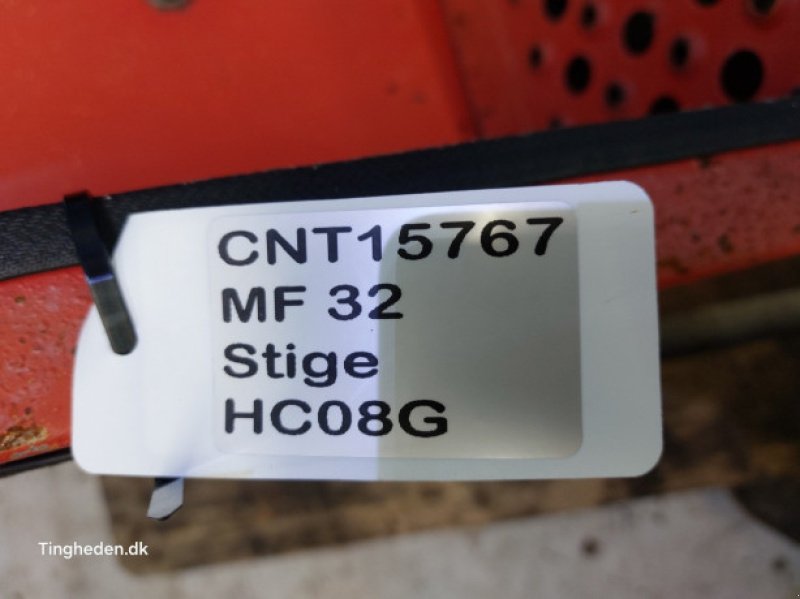 CNT15767
MF 32
Stige
HC08G
Tingheden.dk